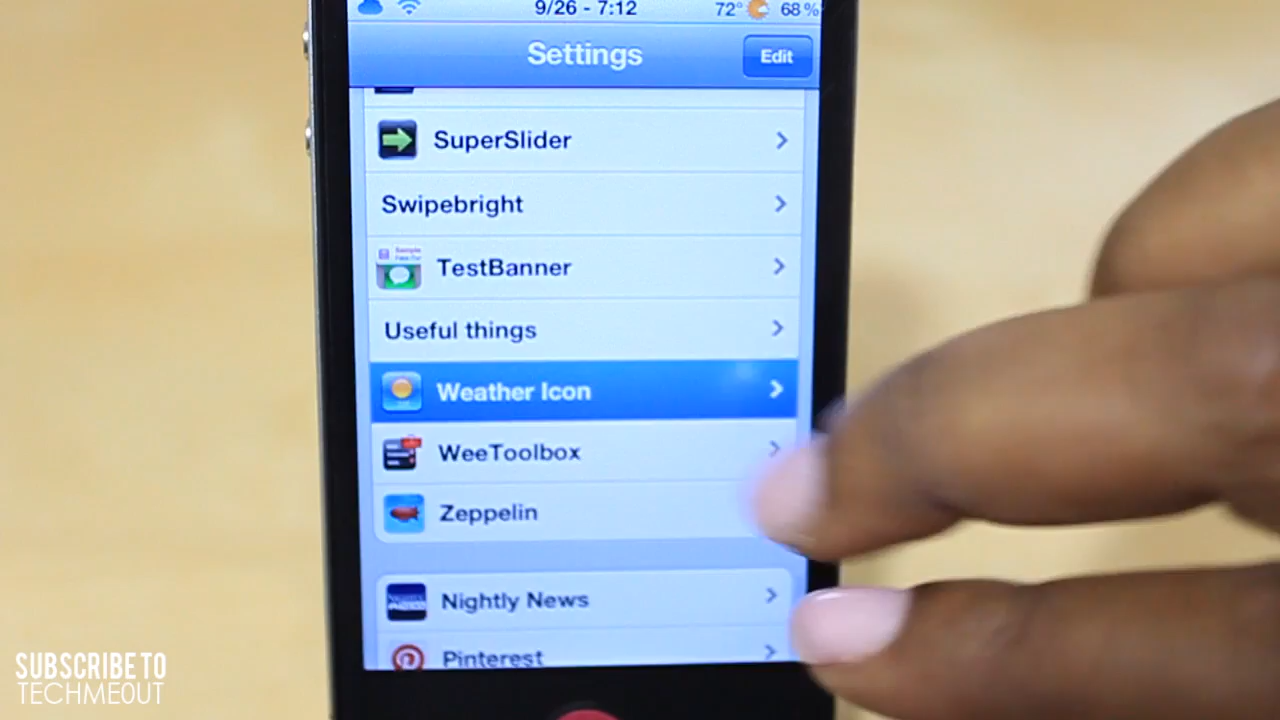 9/26 - 7:12 72° 68%
Settings Edit
SuperSlider
Swipebright
TestBanner
Useful things
Weather Icon
WeeToolbox
Zeppelin
Nightly News
Pinterest
SUBSCRIBE TO
TECHMEOUT